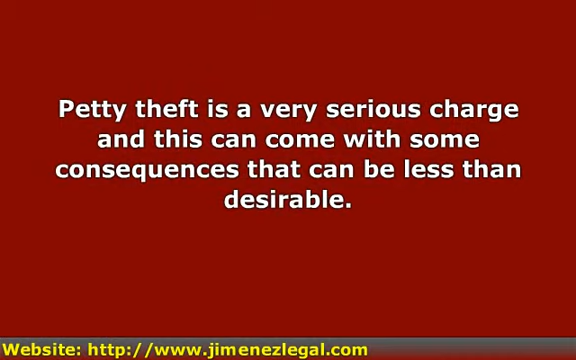 Petty theft is a very serious charge
and this can come with some
consequences that can be less than
desirable.
Website: http://www.jimenezlegal.com